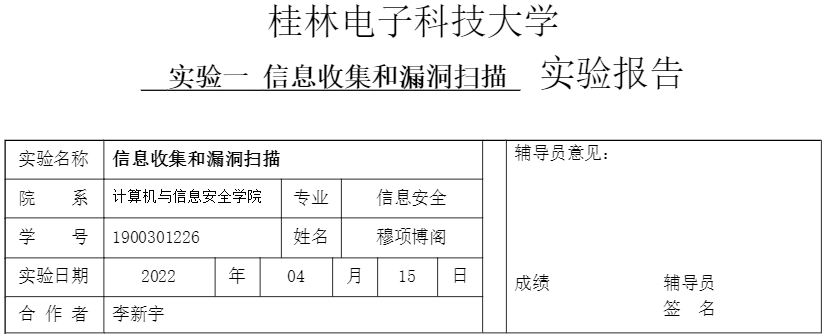 桂林电子科技大学
实验一 信息收集和漏洞扫描 实验报告
实验名称 信息收集和漏洞扫描
院 系 计算机与信息安全学院 专业 信息安全
学 号 1900301226 姓名 穆项博阁
实验日期 2022 年 04 月 15 日
合作者 李新宇
辅导员意见：
成绩 辅导员
签 名